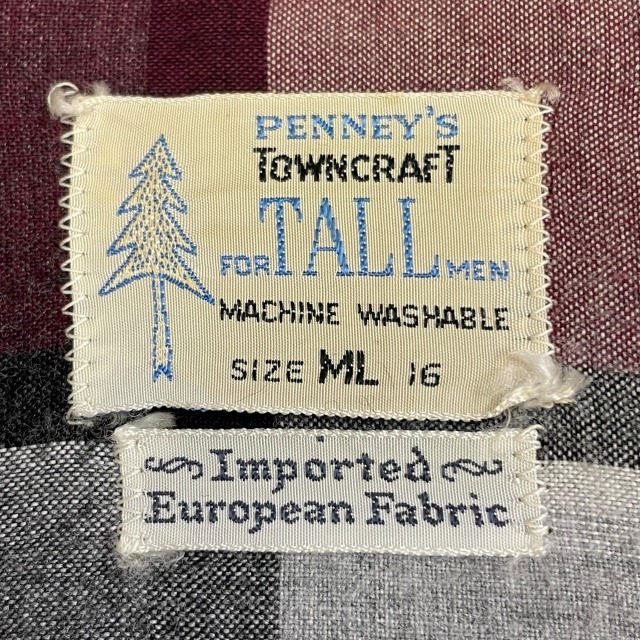 PENNEY'S
TOWNCRAFT
FOR TALL MEN
MACHINE WASHABLE
SIZE ML 16
Imported
European Fabric